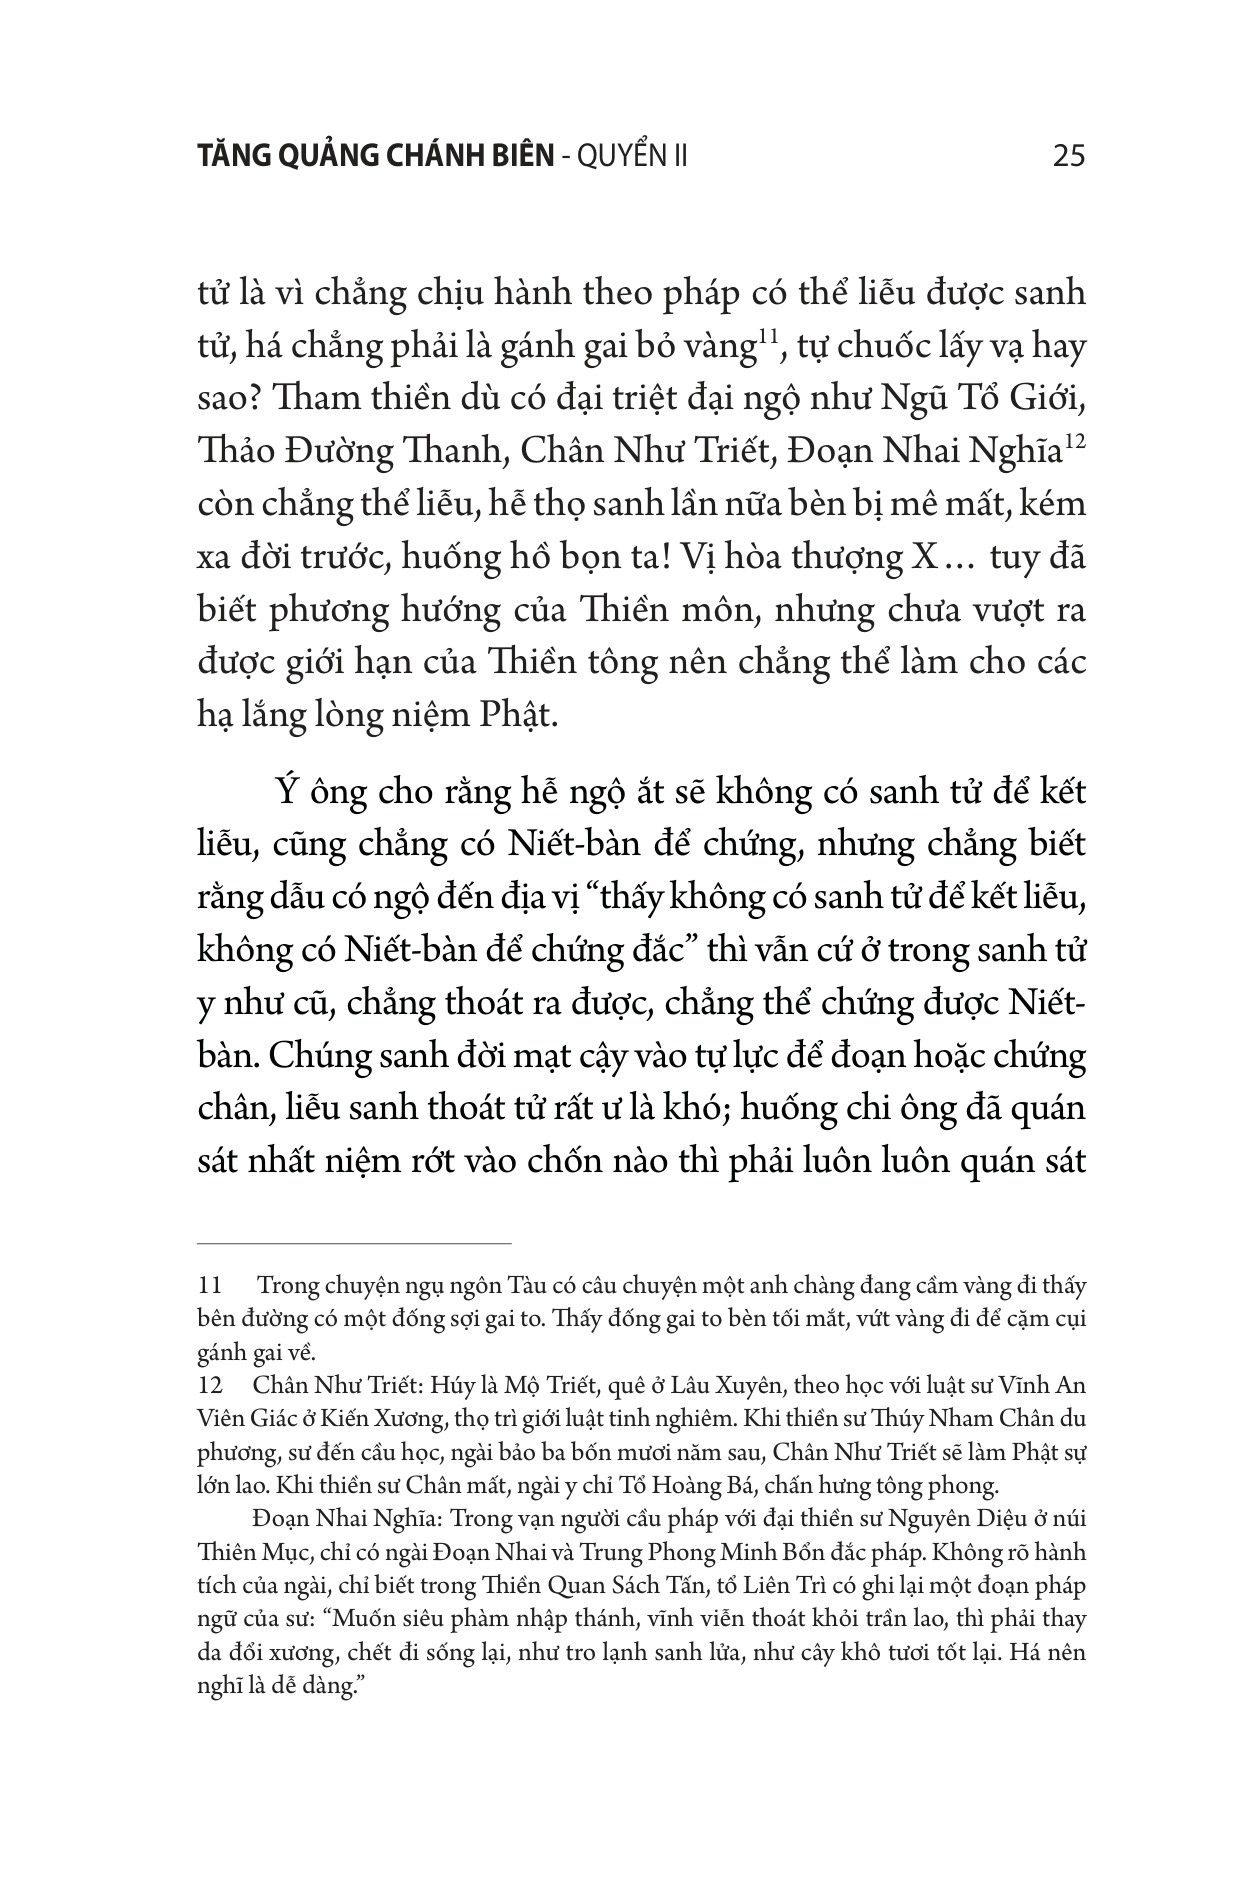 TĂNG QUẢNG CHÁNH BIÊN - QUYỂN II 25
tử là vì chẳng chịu hành theo pháp có thể liễu được sanh
tử, há chẳng phải là gánh gai bỏ vàng11, tự chuốc lấy vạ hay
sao? Tham thiền dù có đại triệt đại ngộ như Ngũ Tổ Giới,
Thảo Đường Thanh, Chân Như Triết, Đoạn Nhai Nghĩa12
còn chẳng thể liễu, hễ thọ sanh lần nữa bèn bị mê mất, kém
xa đời trước, huống hồ bọn ta! Vị hòa thượng X… tuy đã
biết phương hướng của Thiền môn, nhưng chưa vượt ra
được giới hạn của Thiền tông nên chẳng thể làm cho các
hạ lắng lòng niệm Phật.
Ý ông cho rằng hễ ngộ ắt sẽ không có sanh tử để kết
liễu, cũng chẳng có Niết-bàn để chứng, nhưng chẳng biết
rằng dẫu có ngộ đến địa vị “thấy không có sanh tử để kết liễu,
không có Niết-bàn để chứng đắc” thì vẫn cứ ở trong sanh tử
y như cũ, chẳng thoát ra được, chẳng thể chứng được Niết-
bàn. Chúng sanh đời mạt cậy vào tự lực để đoạn hoặc chứng
chân, liễu sanh thoát tử rất ư là khó; huống chi ông đã quán
sát nhất niệm rớt vào chốn nào thì phải luôn luôn quán sát
11 Trong chuyện ngụ ngôn Tàu có câu chuyện một anh chàng đang cầm vàng đi thấy
bên đường có một đống sợi gai to. Thấy đống gai to bèn tối mắt, vứt vàng đi để cặm cụi
gánh gai về.
12 Chân Như Triết: Húy là Mộ Triết, quê ở Lâu Xuyên, theo học với luật sư Vĩnh An
Viên Giác ở Kiến Xương, thọ trì giới luật tinh nghiêm. Khi thiền sư Thúy Nham Chân du
phương, sư đến cầu học, ngài bảo ba bốn mươi năm sau, Chân Như Triết sẽ làm Phật sự
lớn lao. Khi thiền sư Chân mất, ngài y chỉ Tổ Hoàng Bá, chấn hưng tông phong.
Đoạn Nhai Nghĩa: Trong vạn người cầu pháp với đại thiền sư Nguyên Diệu ở núi
Thiên Mục, chỉ có ngài Đoạn Nhai và Trung Phong Minh Bổn đắc pháp. Không rõ hành
tích của ngài, chỉ biết trong Thiền Quan Sách Tấn, tổ Liên Trì có ghi lại một đoạn pháp
ngữ của sư: “Muốn siêu phàm nhập thánh, vĩnh viễn thoát khỏi trần lao, thì phải thay
da đổi xương, chết đi sống lại, như tro lạnh sanh lửa, như cây khô tươi tốt lại. Há nên
nghĩ là dễ dàng.”